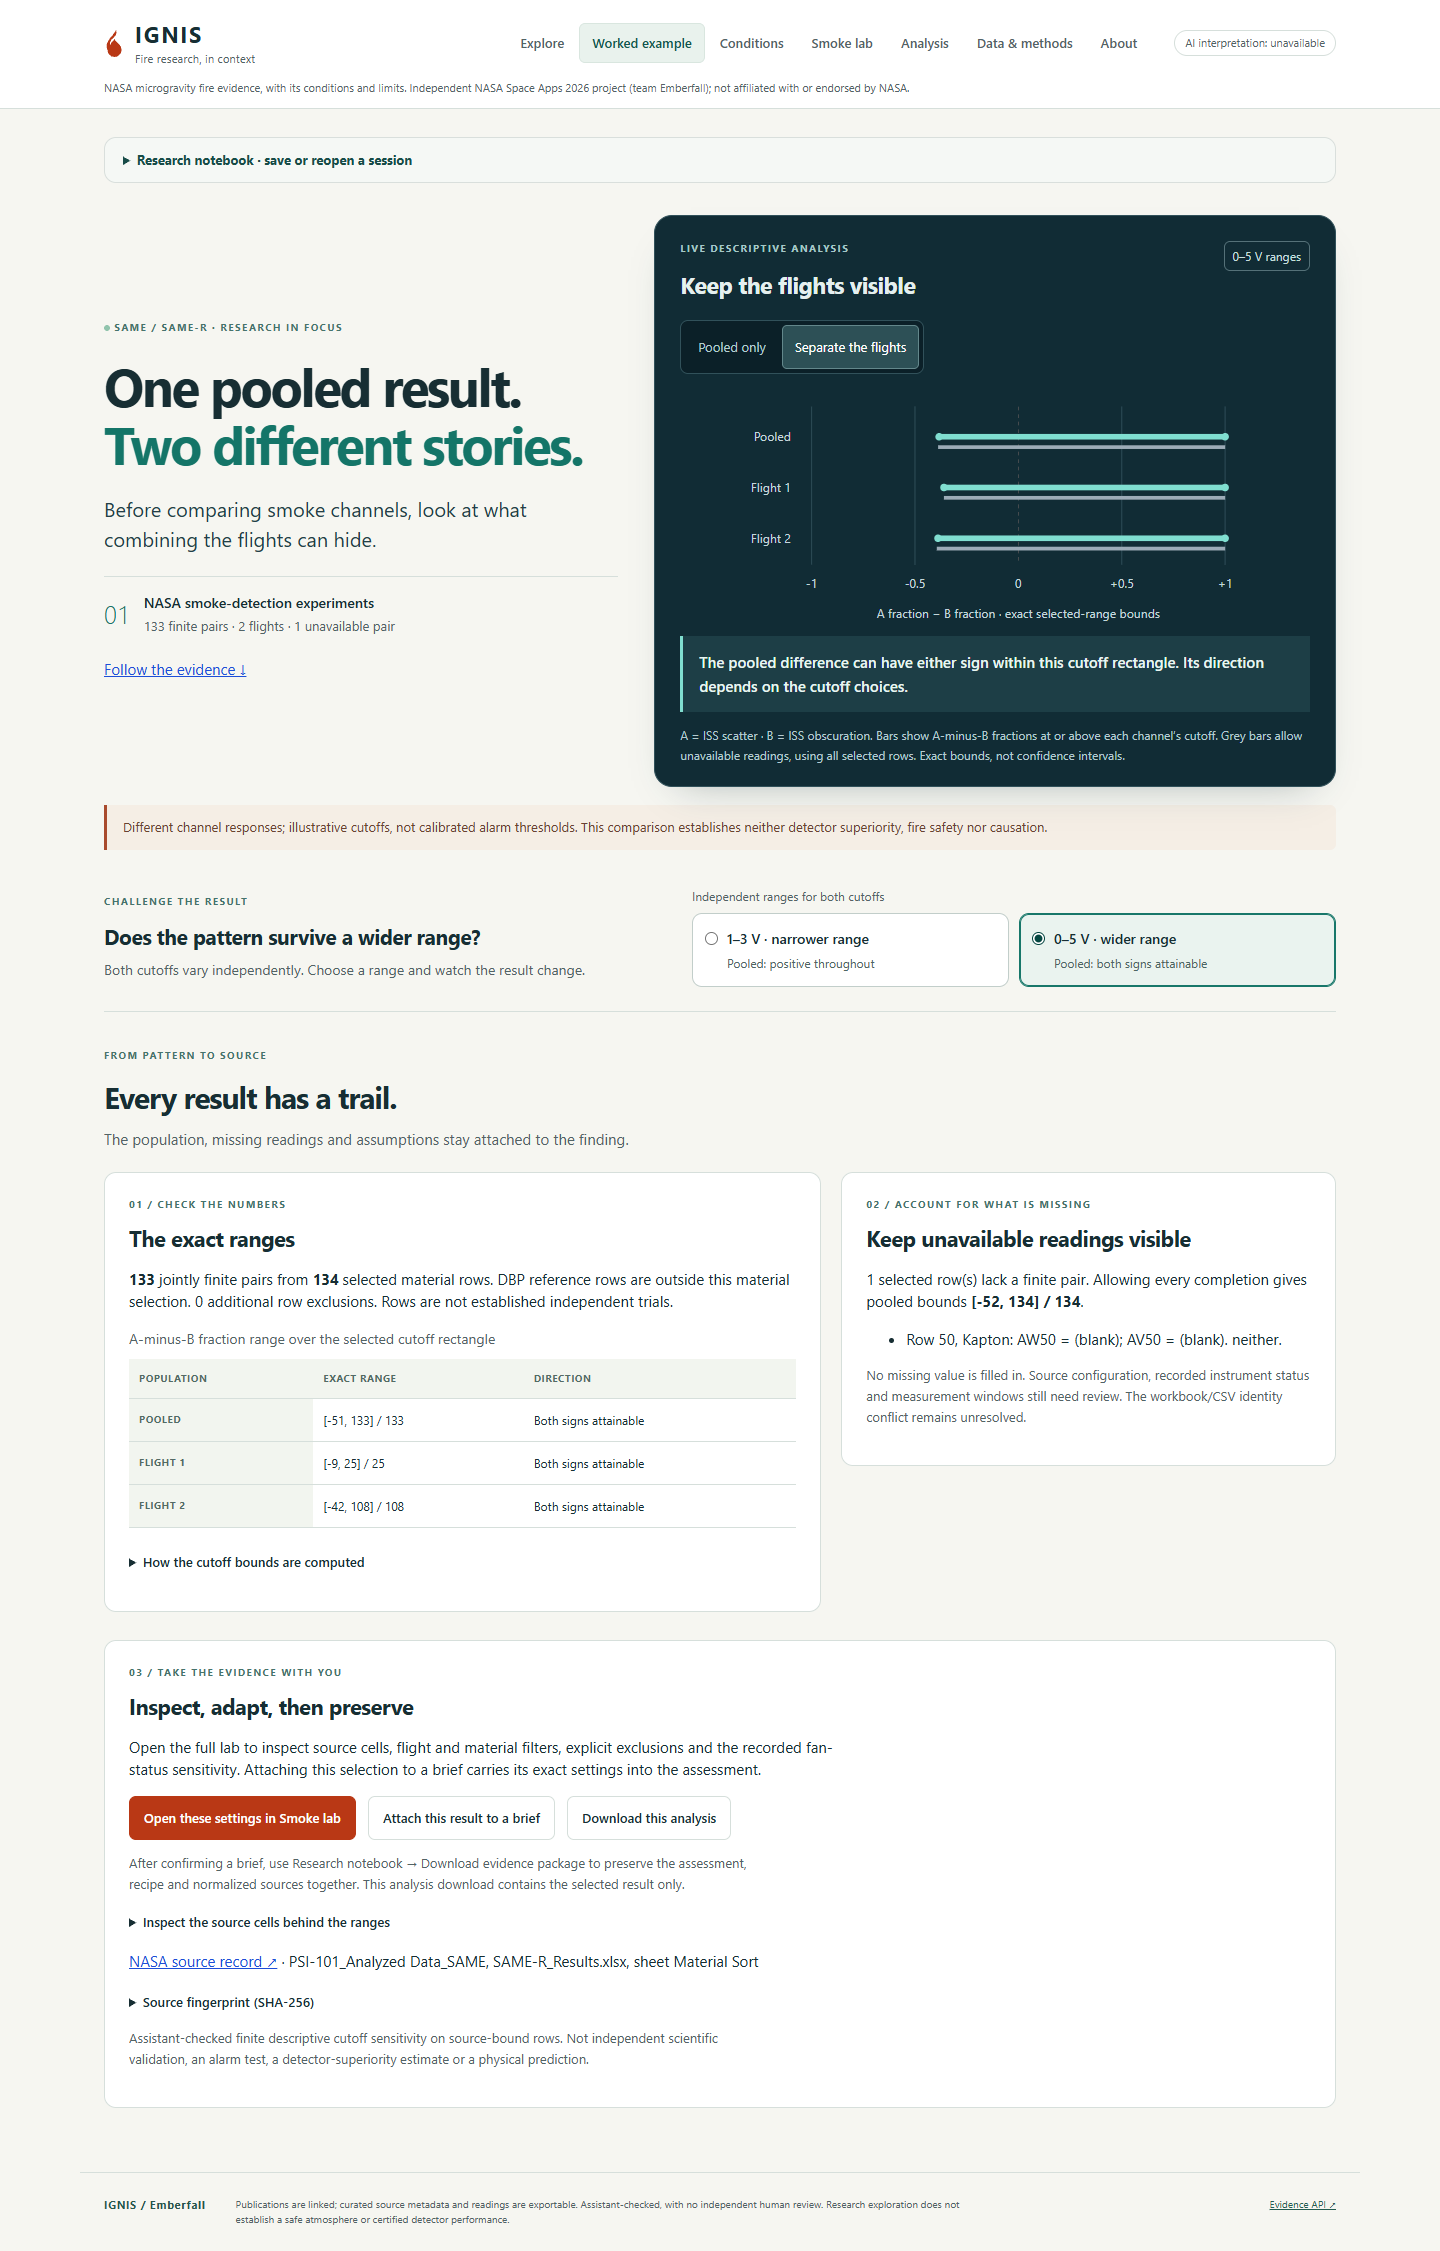 IGNIS
Fire research, in context
Explore
Worked example
Conditions
Smoke lab
Analysis
Data & methods
About
AI interpretation: unavailable
NASA microgravity fire evidence, with its conditions and limits. Independent NASA Space Apps 2026 project (team Emberfall); not affiliated with or endorsed by NASA.
Research notebook · save or reopen a session
SAME / SAME-R · RESEARCH IN FOCUS
One pooled result.
Two different stories.
Before comparing smoke channels, look at what
combining the flights can hide.
01
NASA smoke-detection experiments
133 finite pairs · 2 flights · 1 unavailable pair
Follow the evidence ↓
LIVE DESCRIPTIVE ANALYSIS
0–5 V ranges
Keep the flights visible
Pooled only
Separate the flights
Pooled
Flight 1
Flight 2
-1
-0.5
0
+0.5
+1
A fraction − B fraction · exact selected-range bounds
The pooled difference can have either sign within this cutoff rectangle. Its direction
depends on the cutoff choices.
A = ISS scatter · B = ISS obscuration. Bars show A-minus-B fractions at or above each channel's cutoff. Grey bars allow
unavailable readings, using all selected rows. Exact bounds, not confidence intervals.
Different channel responses; illustrative cutoffs, not calibrated alarm thresholds. This comparison establishes neither detector superiority, fire safety nor causation.
CHALLENGE THE RESULT
Does the pattern survive a wider range?
Both cutoffs vary independently. Choose a range and watch the result change.
Independent ranges for both cutoffs
1–3 V · narrower range
Pooled: positive throughout
0–5 V · wider range
Pooled: both signs attainable
FROM PATTERN TO SOURCE
Every result has a trail.
The population, missing readings and assumptions stay attached to the finding.
01 / CHECK THE NUMBERS
The exact ranges
133 jointly finite pairs from 134 selected material rows. DBP reference rows are outside this material
selection. 0 additional row exclusions. Rows are not established independent trials.
A-minus-B fraction range over the selected cutoff rectangle
POPULATION EXACT RANGE DIRECTION
POOLED [-51, 133] / 133 Both signs attainable
FLIGHT 1 [-9, 25] / 25 Both signs attainable
FLIGHT 2 [-42, 108] / 108 Both signs attainable
How the cutoff bounds are computed
02 / ACCOUNT FOR WHAT IS MISSING
Keep unavailable readings visible
1 selected row(s) lack a finite pair. Allowing every completion gives
pooled bounds [-52, 134] / 134.
• Row 50, Kapton: AW50 = (blank); AV50 = (blank). neither.
No missing value is filled in. Source configuration, recorded instrument status
and measurement windows still need review. The workbook/CSV identity
conflict remains unresolved.
03 / TAKE THE EVIDENCE WITH YOU
Inspect, adapt, then preserve
Open the full lab to inspect source cells, flight and material filters, explicit exclusions and the recorded fan-
status sensitivity. Attaching this selection to a brief carries its exact settings into the assessment.
Open these settings in Smoke lab
Attach this result to a brief
Download this analysis
After confirming a brief, use Research notebook → Download evidence package to preserve the assessment,
recipe and normalized sources together. This analysis download contains the selected result only.
Inspect the source cells behind the ranges
NASA source record ↗ · PSI-101_Analyzed Data_SAME, SAME-R_Results.xlsx, sheet Material Sort
Source fingerprint (SHA-256)
Assistant-checked finite descriptive cutoff sensitivity on source-bound rows. Not independent scientific
validation, an alarm test, a detector-superiority estimate or a physical prediction.
IGNIS / Emberfall
Publications are linked; curated source metadata and readings are exportable. Assistant-checked, with no independent human review. Research exploration does not
establish a safe atmosphere or certified detector performance.
Evidence API ↗